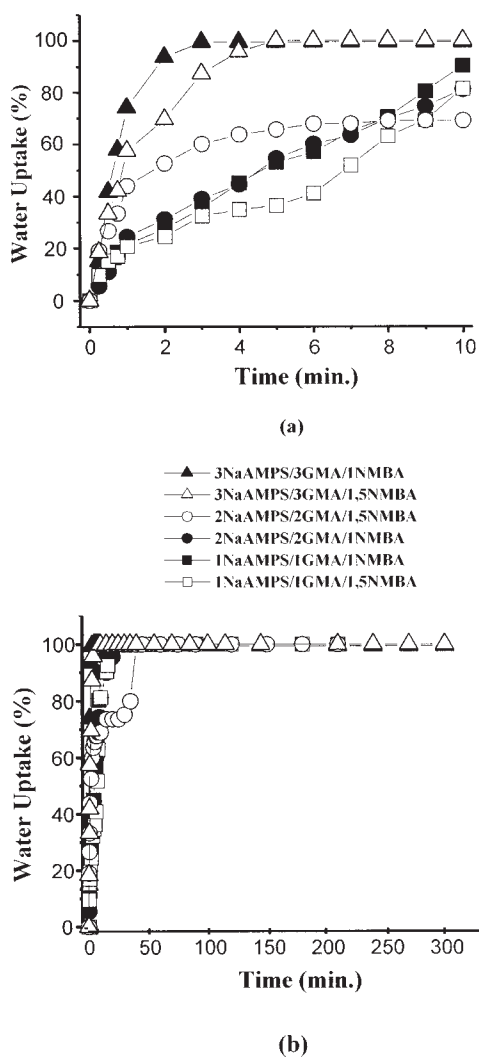 100
80
60
40
20
0
Water Uptake (%)
0 2 4 6 8 10
Time (min.)
(a)
3NaAMPS/3GMA/1NMBA
3NaAMPS/3GMA/1,5NMBA
2NaAMPS/2GMA/1,5NMBA
2NaAMPS/2GMA/1NMBA
1NaAMPS/1GMA/1NMBA
1NaAMPS/1GMA/1,5NMBA
100
80
60
40
20
0
Water Uptake (%)
0 50 100 150 200 250 300
Time (min.)
(b)